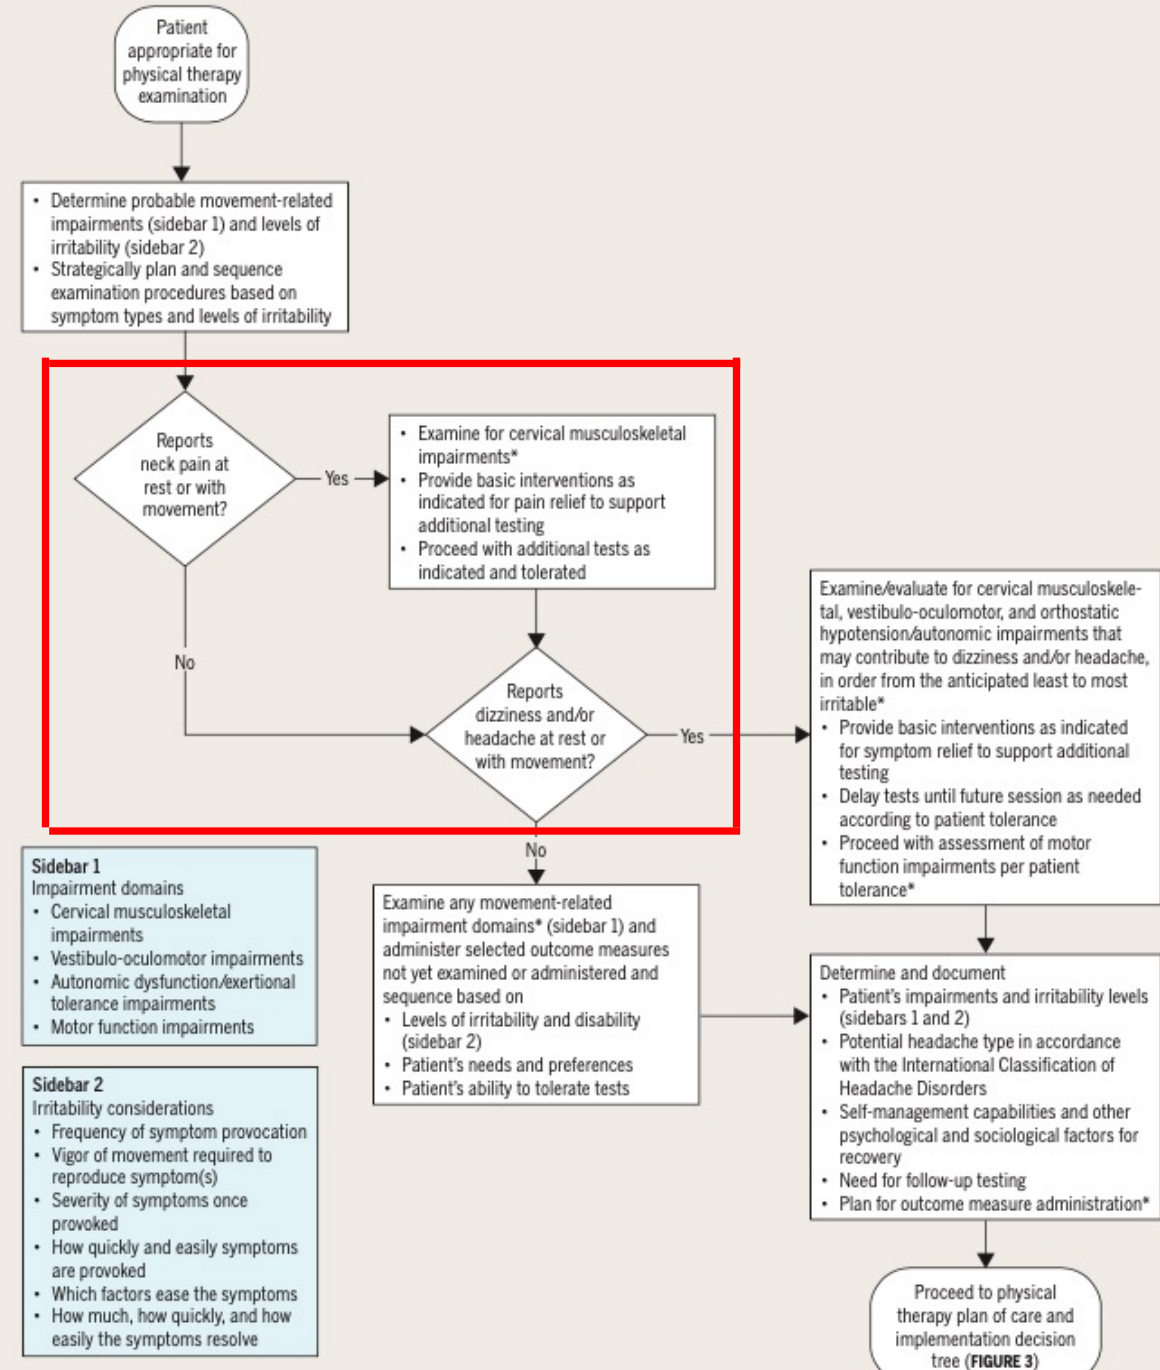 Patient
appropriate for
physical therapy
examination
• Determine probable movement-related
impairments (sidebar 1) and levels of
irritability (sidebar 2)
• Strategically plan and sequence
examination procedures based on
symptom types and levels of irritability
Reports
neck pain at
rest or with
movement?
Yes
• Examine for cervical musculoskeletal
impairments*
• Provide basic interventions as
indicated for pain relief to support
additional testing
• Proceed with additional tests as
indicated and tolerated
No
Reports
dizziness and/or
headache at rest or
with movement?
Yes
Examine/evaluate for cervical musculoskele-
tal, vestibulo-oculomotor, and orthostatic
hypotension/autonomic impairments that
may contribute to dizziness and/or headache,
in order from the anticipated least to most
irritable*
• Provide basic interventions as indicated
for symptom relief to support additional
testing
• Delay tests until future session as needed
according to patient tolerance
• Proceed with assessment of motor
function impairments per patient
tolerance*
No
Examine any movement-related
impairment domains* (sidebar 1) and
administer selected outcome measures
not yet examined or administered and
sequence based on
• Levels of irritability and disability
(sidebar 2)
• Patient's needs and preferences
• Patient's ability to tolerate tests
Determine and document
• Patient's impairments and irritability levels
(sidebars 1 and 2)
• Potential headache type in accordance
with the International Classification of
Headache Disorders
• Self-management capabilities and other
psychological and sociological factors for
recovery
• Need for follow-up testing
• Plan for outcome measure administration*
Proceed to physical
therapy plan of care and
implementation decision
tree (FIGURE 3)
Sidebar 1
Impairment domains
• Cervical musculoskeletal
impairments
• Vestibulo-oculomotor impairments
• Autonomic dysfunction/exertional
tolerance impairments
• Motor function impairments
Sidebar 2
Irritability considerations
• Frequency of symptom provocation
• Vigor of movement required to
reproduce symptom(s)
• Severity of symptoms once
provoked
• How quickly and easily symptoms
are provoked
• Which factors ease the symptoms
• How much, how quickly, and how
easily the symptoms resolve